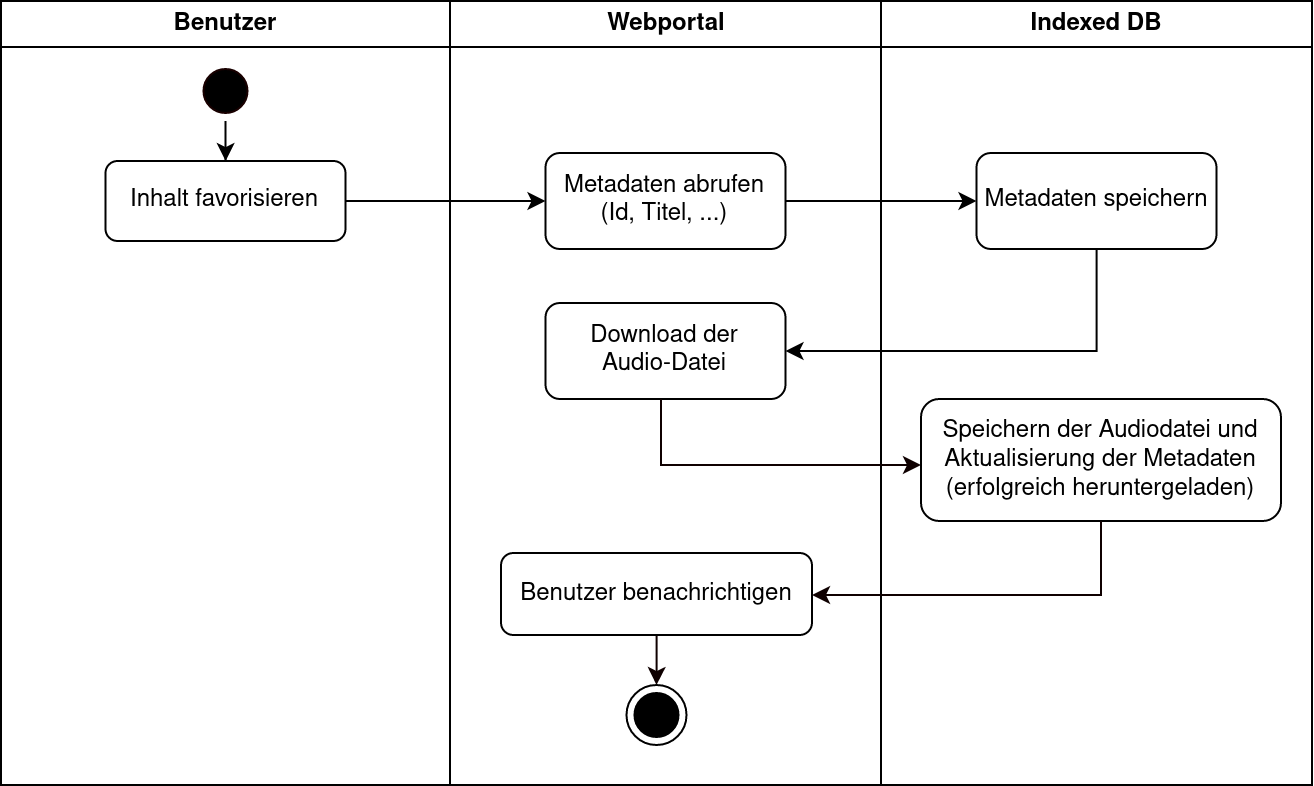 Benutzer
Webportal
Indexed DB
Inhalt favorisieren
Metadaten abrufen
(Id, Titel, ...)
Metadaten speichern
Download der
Audio-Datei
Speichern der Audiodatei und
Aktualisierung der Metadaten
(erfolgreich heruntergeladen)
Benutzer benachrichtigen